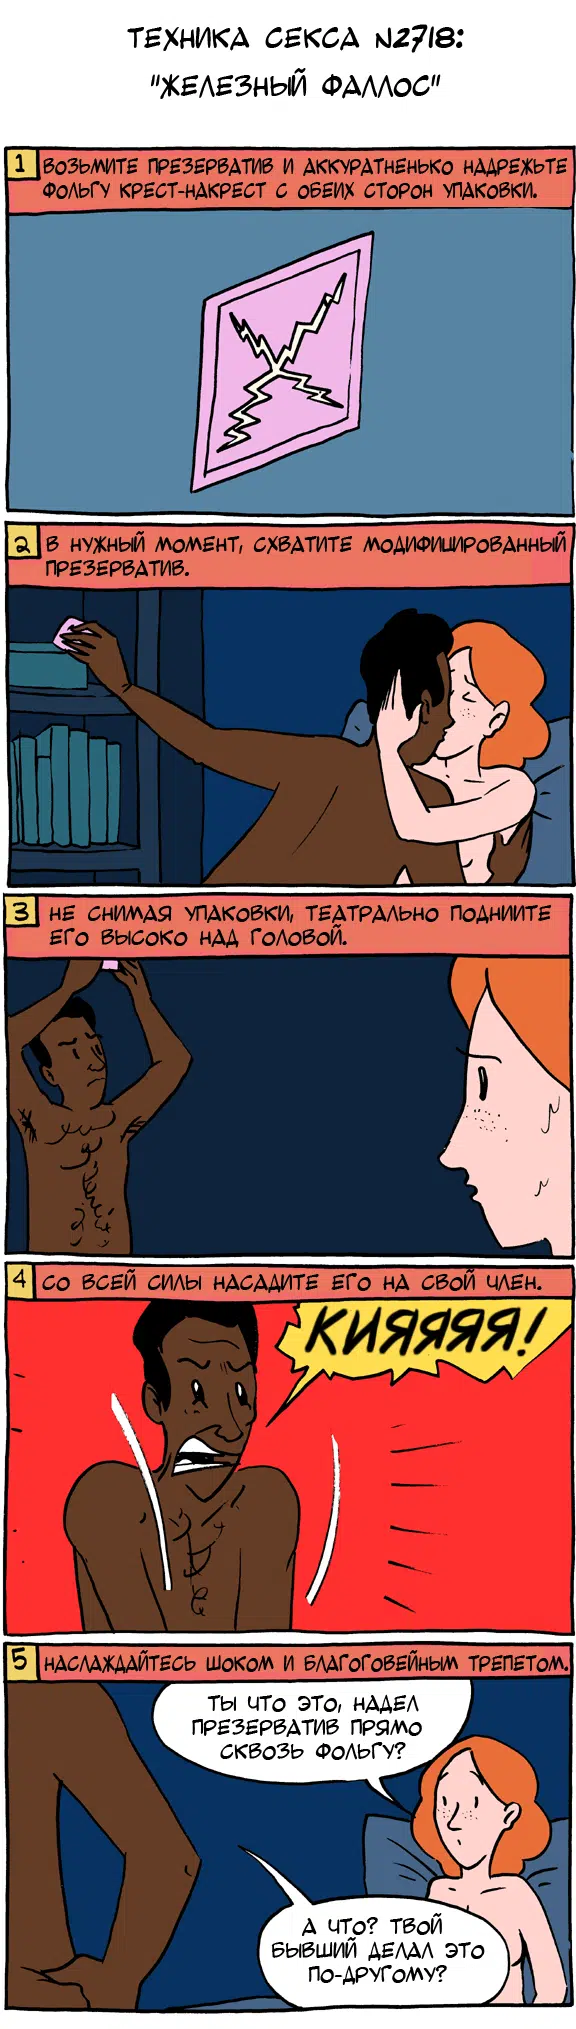 ТЕХНИКА СЕКСА №2718:
"ЖЕЛЕЗНЫЙ ФАЛЛОС"
1 ВОЗЬМИТЕ ПРЕЗЕРВАТИВ И АККУРАТНЕНЬКО НАДРЕЖЬТЕ
ФОЛЬГУ КРЕСТ-НАКРЕСТ С ОБЕИХ СТОРОН УПАКОВКИ.
2 В НУЖНЫЙ МОМЕНТ, СХВАТИТЕ МОДИФИЦИРОВАННЫЙ
ПРЕЗЕРВАТИВ.
3 НЕ СНИМАЯ УПАКОВКИ, ТЕАТРАЛЬНО ПОДНИИТЕ
ЕГО ВЫСОКО НАД ГОЛОВОЙ.
4 СО ВСЕЙ СИЛЫ НАСАДИТЕ ЕГО НА СВОЙ ЧЛЕН.
КИЯЯЯЯ!
5 НАСЛАЖДАЙТЕСЬ ШОКОМ И БЛАГОГОВЕЙНЫМ ТРЕПЕТОМ.
ТЫ ЧТО ЭТО, НАДЕЛ
ПРЕЗЕРВАТИВ ПРЯМО
СКВОЗЬ ФОЛЬГУ?
А ЧТО? ТВОЙ
БЫВШИЙ ДЕЛАЛ ЭТО
ПО-ДРУГОМУ?